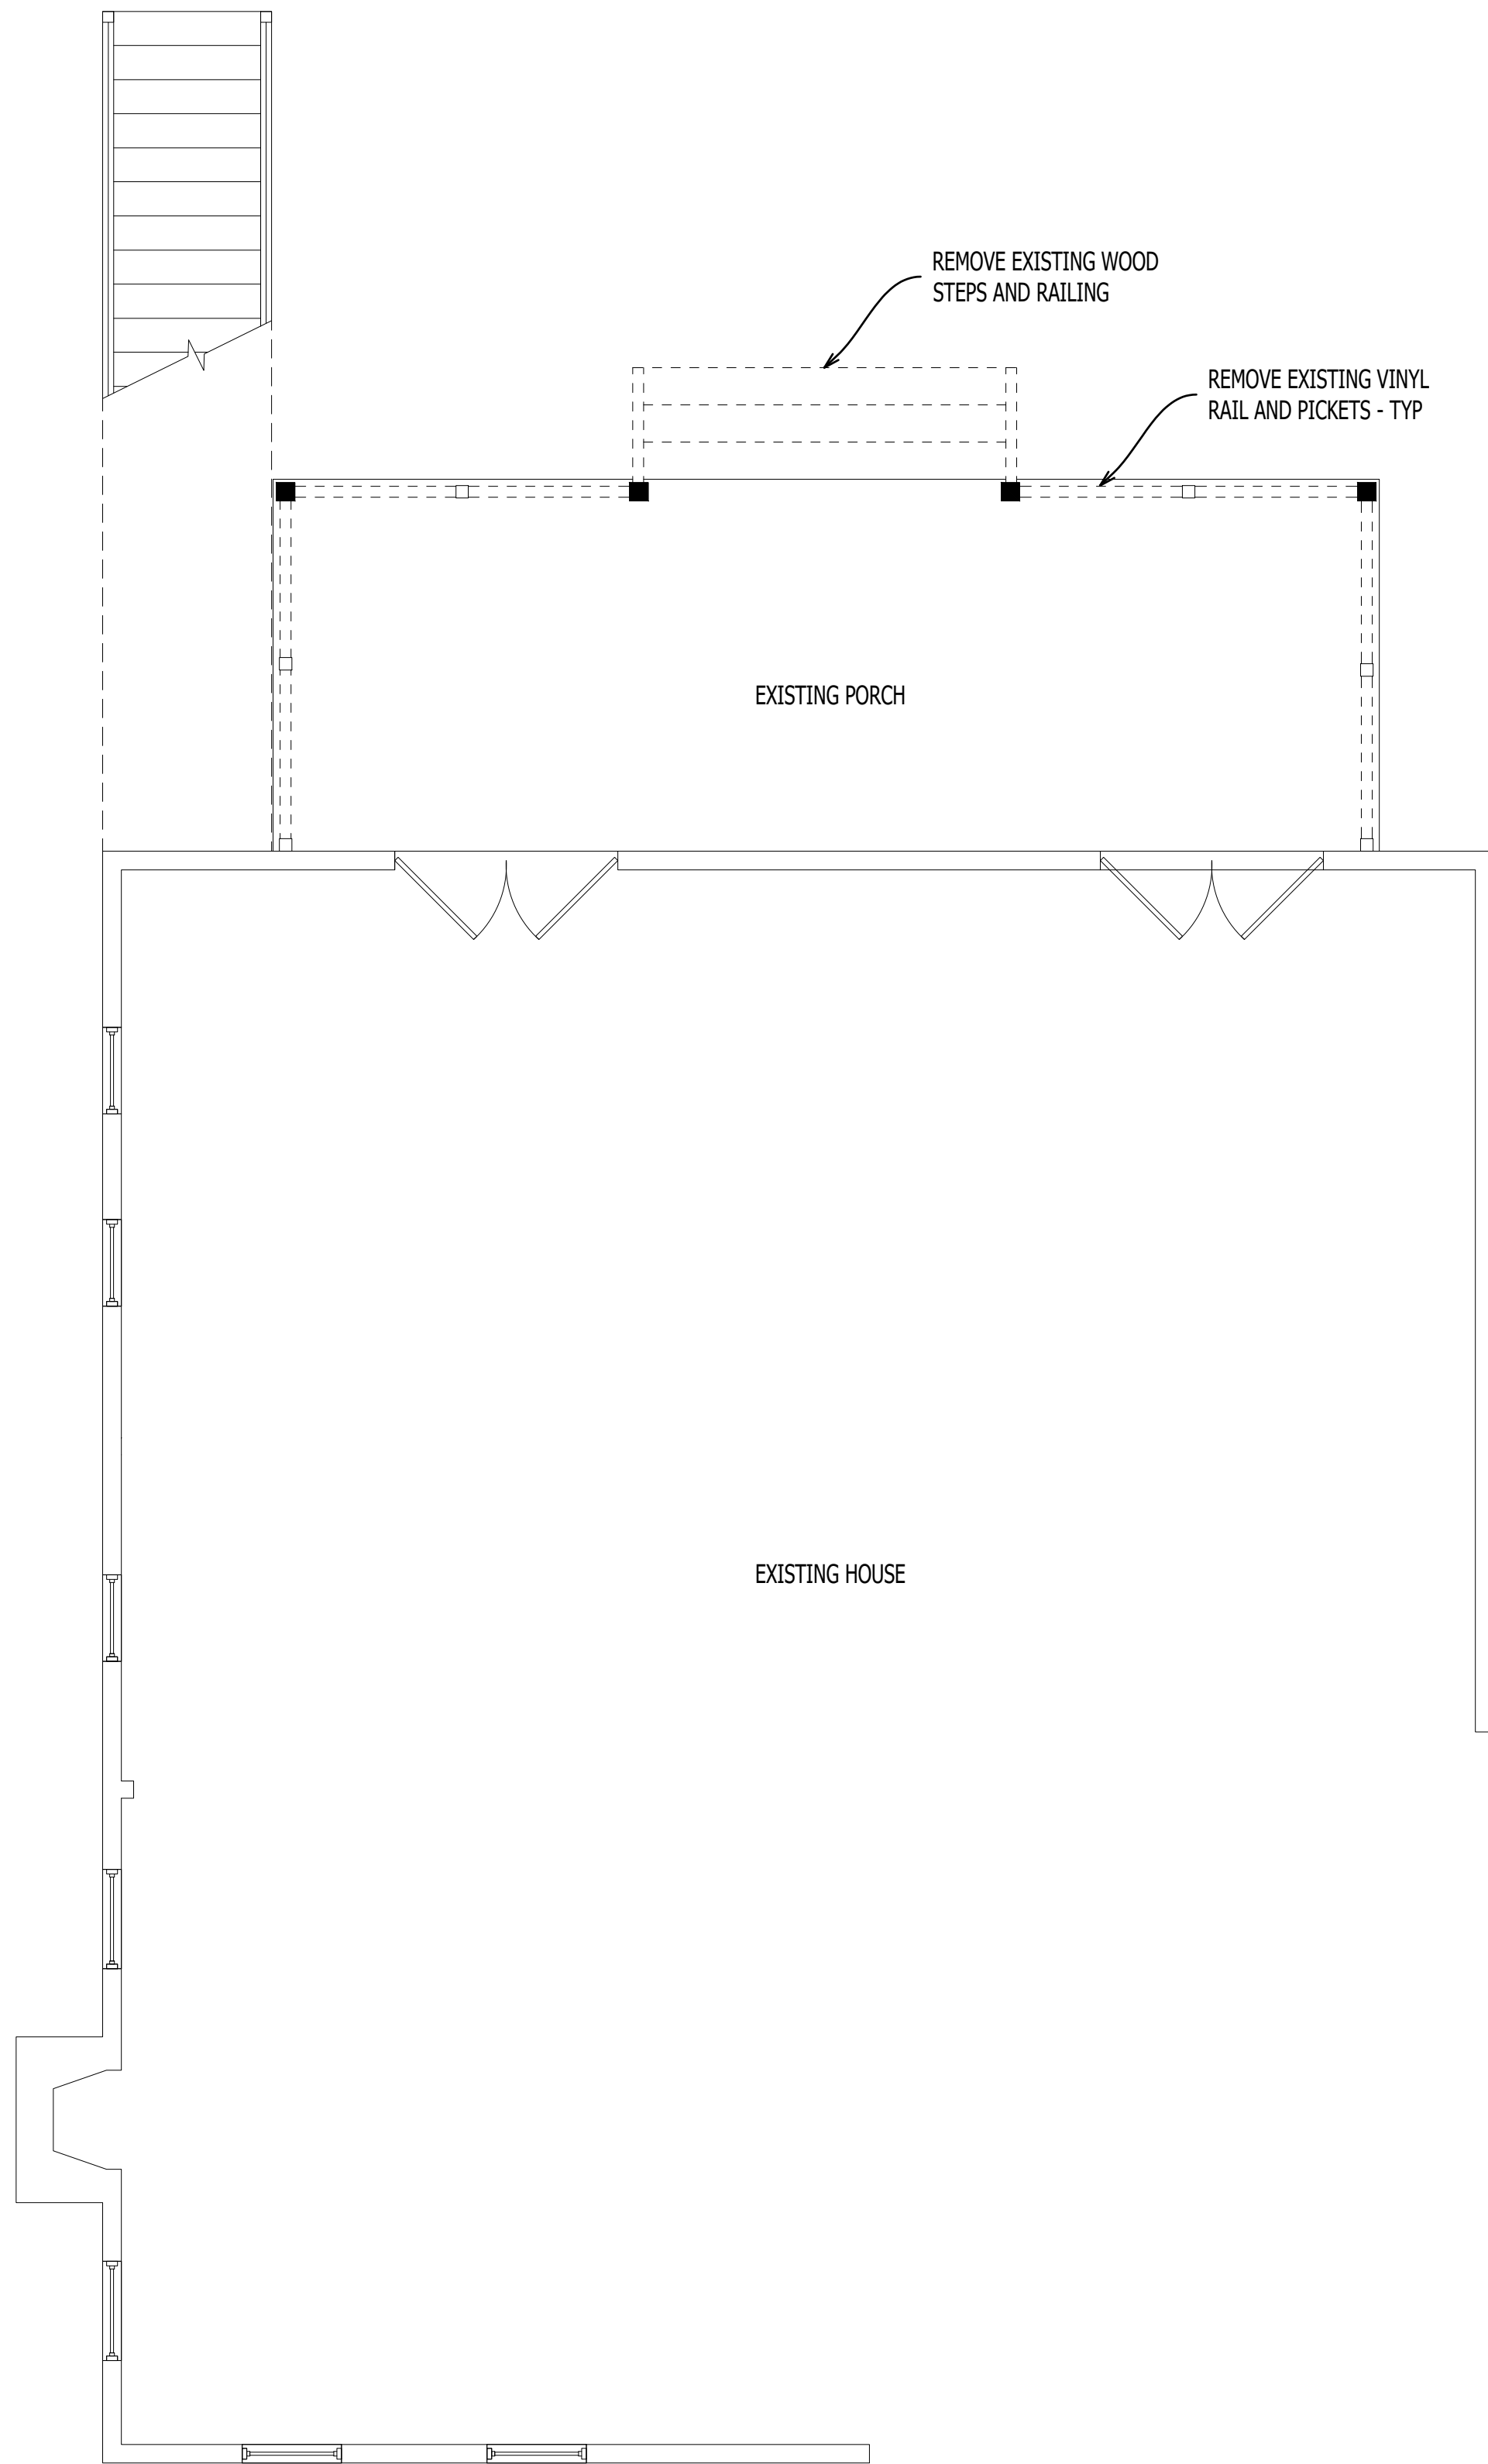 REMOVE EXISTING WOOD
STEPS AND RAILING
REMOVE EXISTING VINYL
RAIL AND PICKETS - TYP
EXISTING PORCH
EXISTING HOUSE